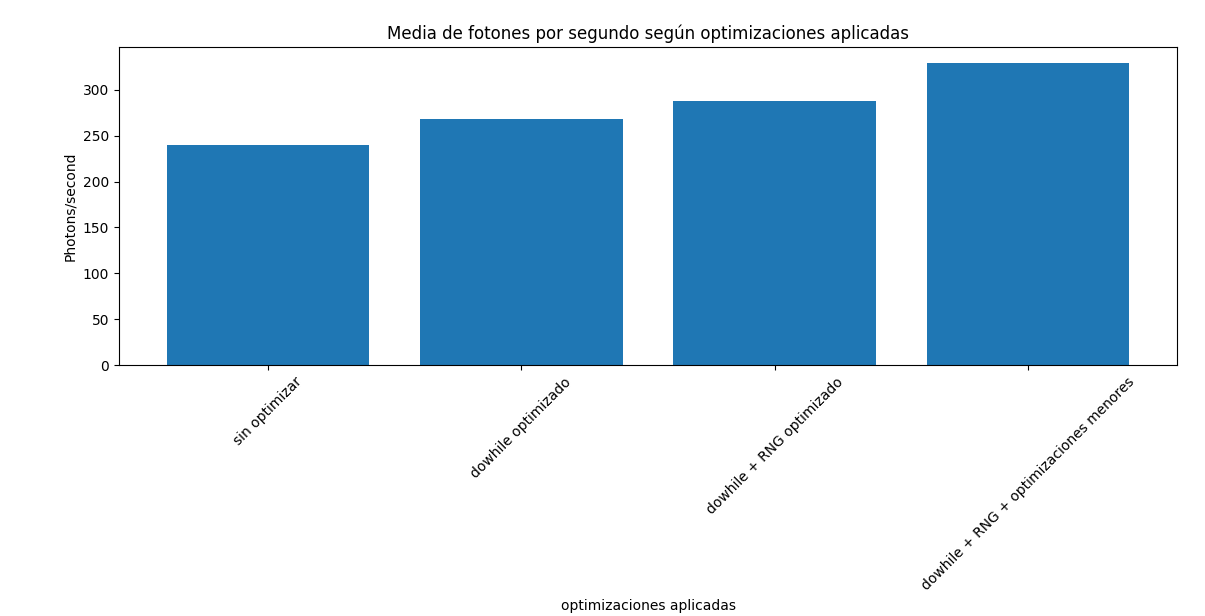 Media de fotones por segundo según optimizaciones aplicadas
Photons/second
300
250
200
150
100
50
0
sin optimizar
dowhile optimizado
dowhile + RNG optimizado
dowhile + RNG + optimizaciones menores
optimizaciones aplicadas